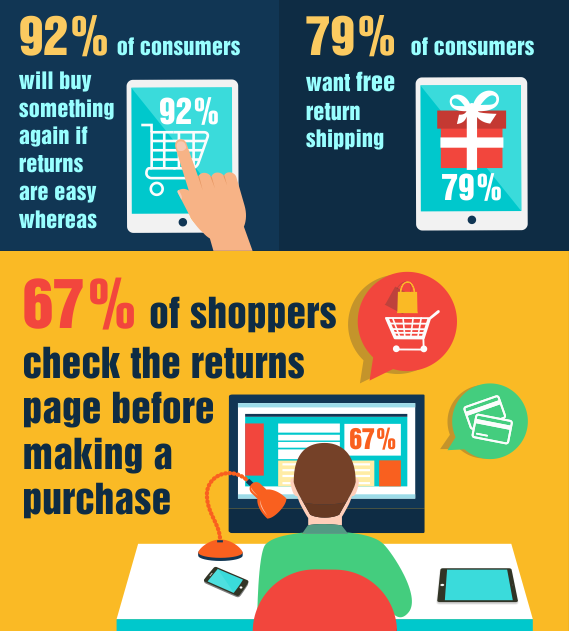 92% of consumers
will buy
something
again if
returns
are easy
whereas
92%
79% of consumers
want free
return
shipping
79%
67% of shoppers
check the returns
page before
making a
purchase
67%